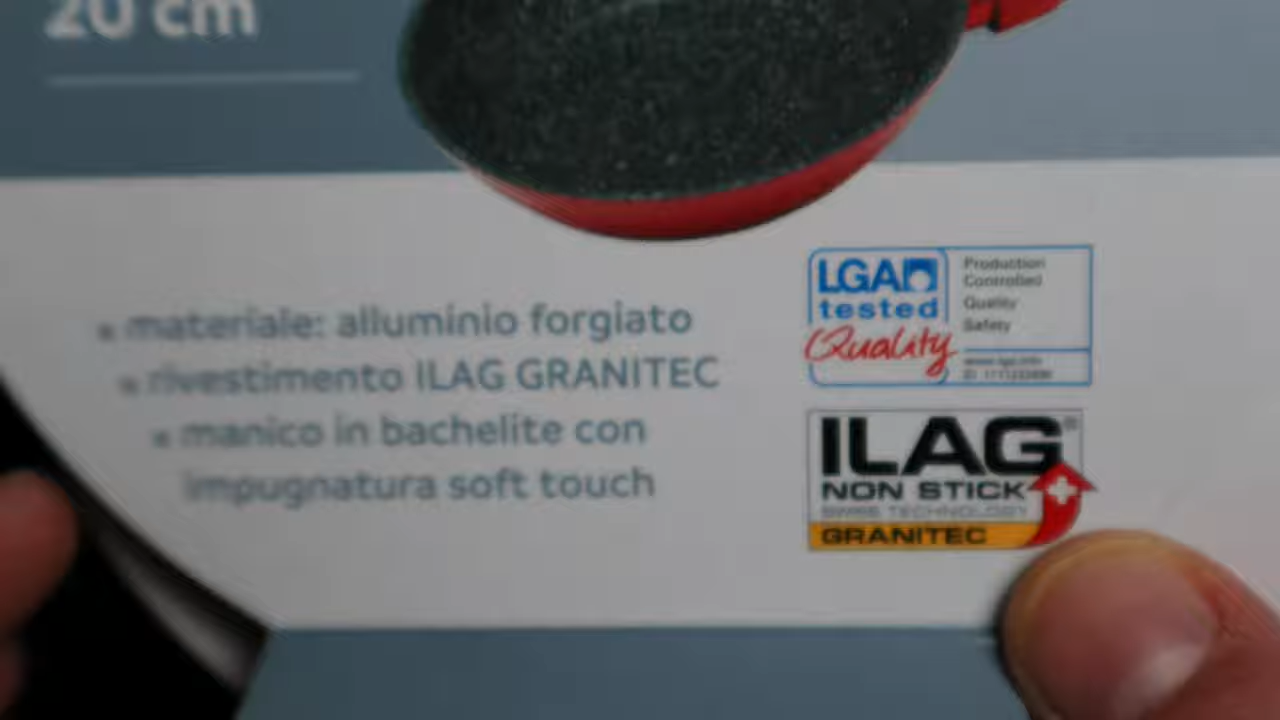 20 cm
materiale: alluminio forgiato
rivestimento ILAG GRANITEC
manico in bachelite con
impugnatura soft touch
LGA
tested
Quality
Production
Controlled
Quality
Safety
ILAG®
NON STICK
SWISS TECHNOLOGY
GRANITEC